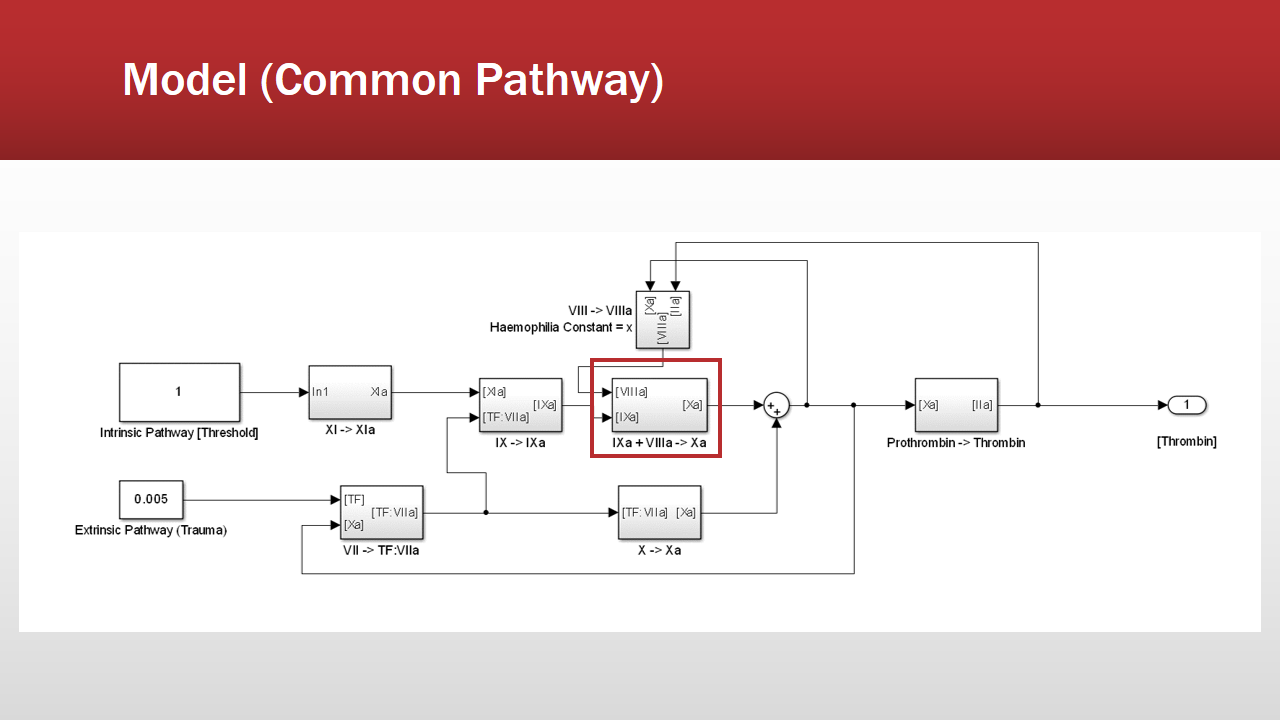 Model (Common Pathway)
[Xa]
[IIa]
[VIIIa]
VIII -> VIIIa
Haemophilia Constant = x
1
Intrinsic Pathway [Threshold]
In1
XIa
XI -> XIa
[XIa]
[TF:VIIa]
[IXa]
IX -> IXa
[VIIIa]
[IXa]
[Xa]
IXa + VIIIa -> Xa
+
+
[Xa]
[IIa]
Prothrombin -> Thrombin
1
[Thrombin]
0.005
Extrinsic Pathway (Trauma)
[TF]
[Xa]
[TF:VIIa]
VII -> TF:VIIa
[TF:VIIa]
[Xa]
X -> Xa